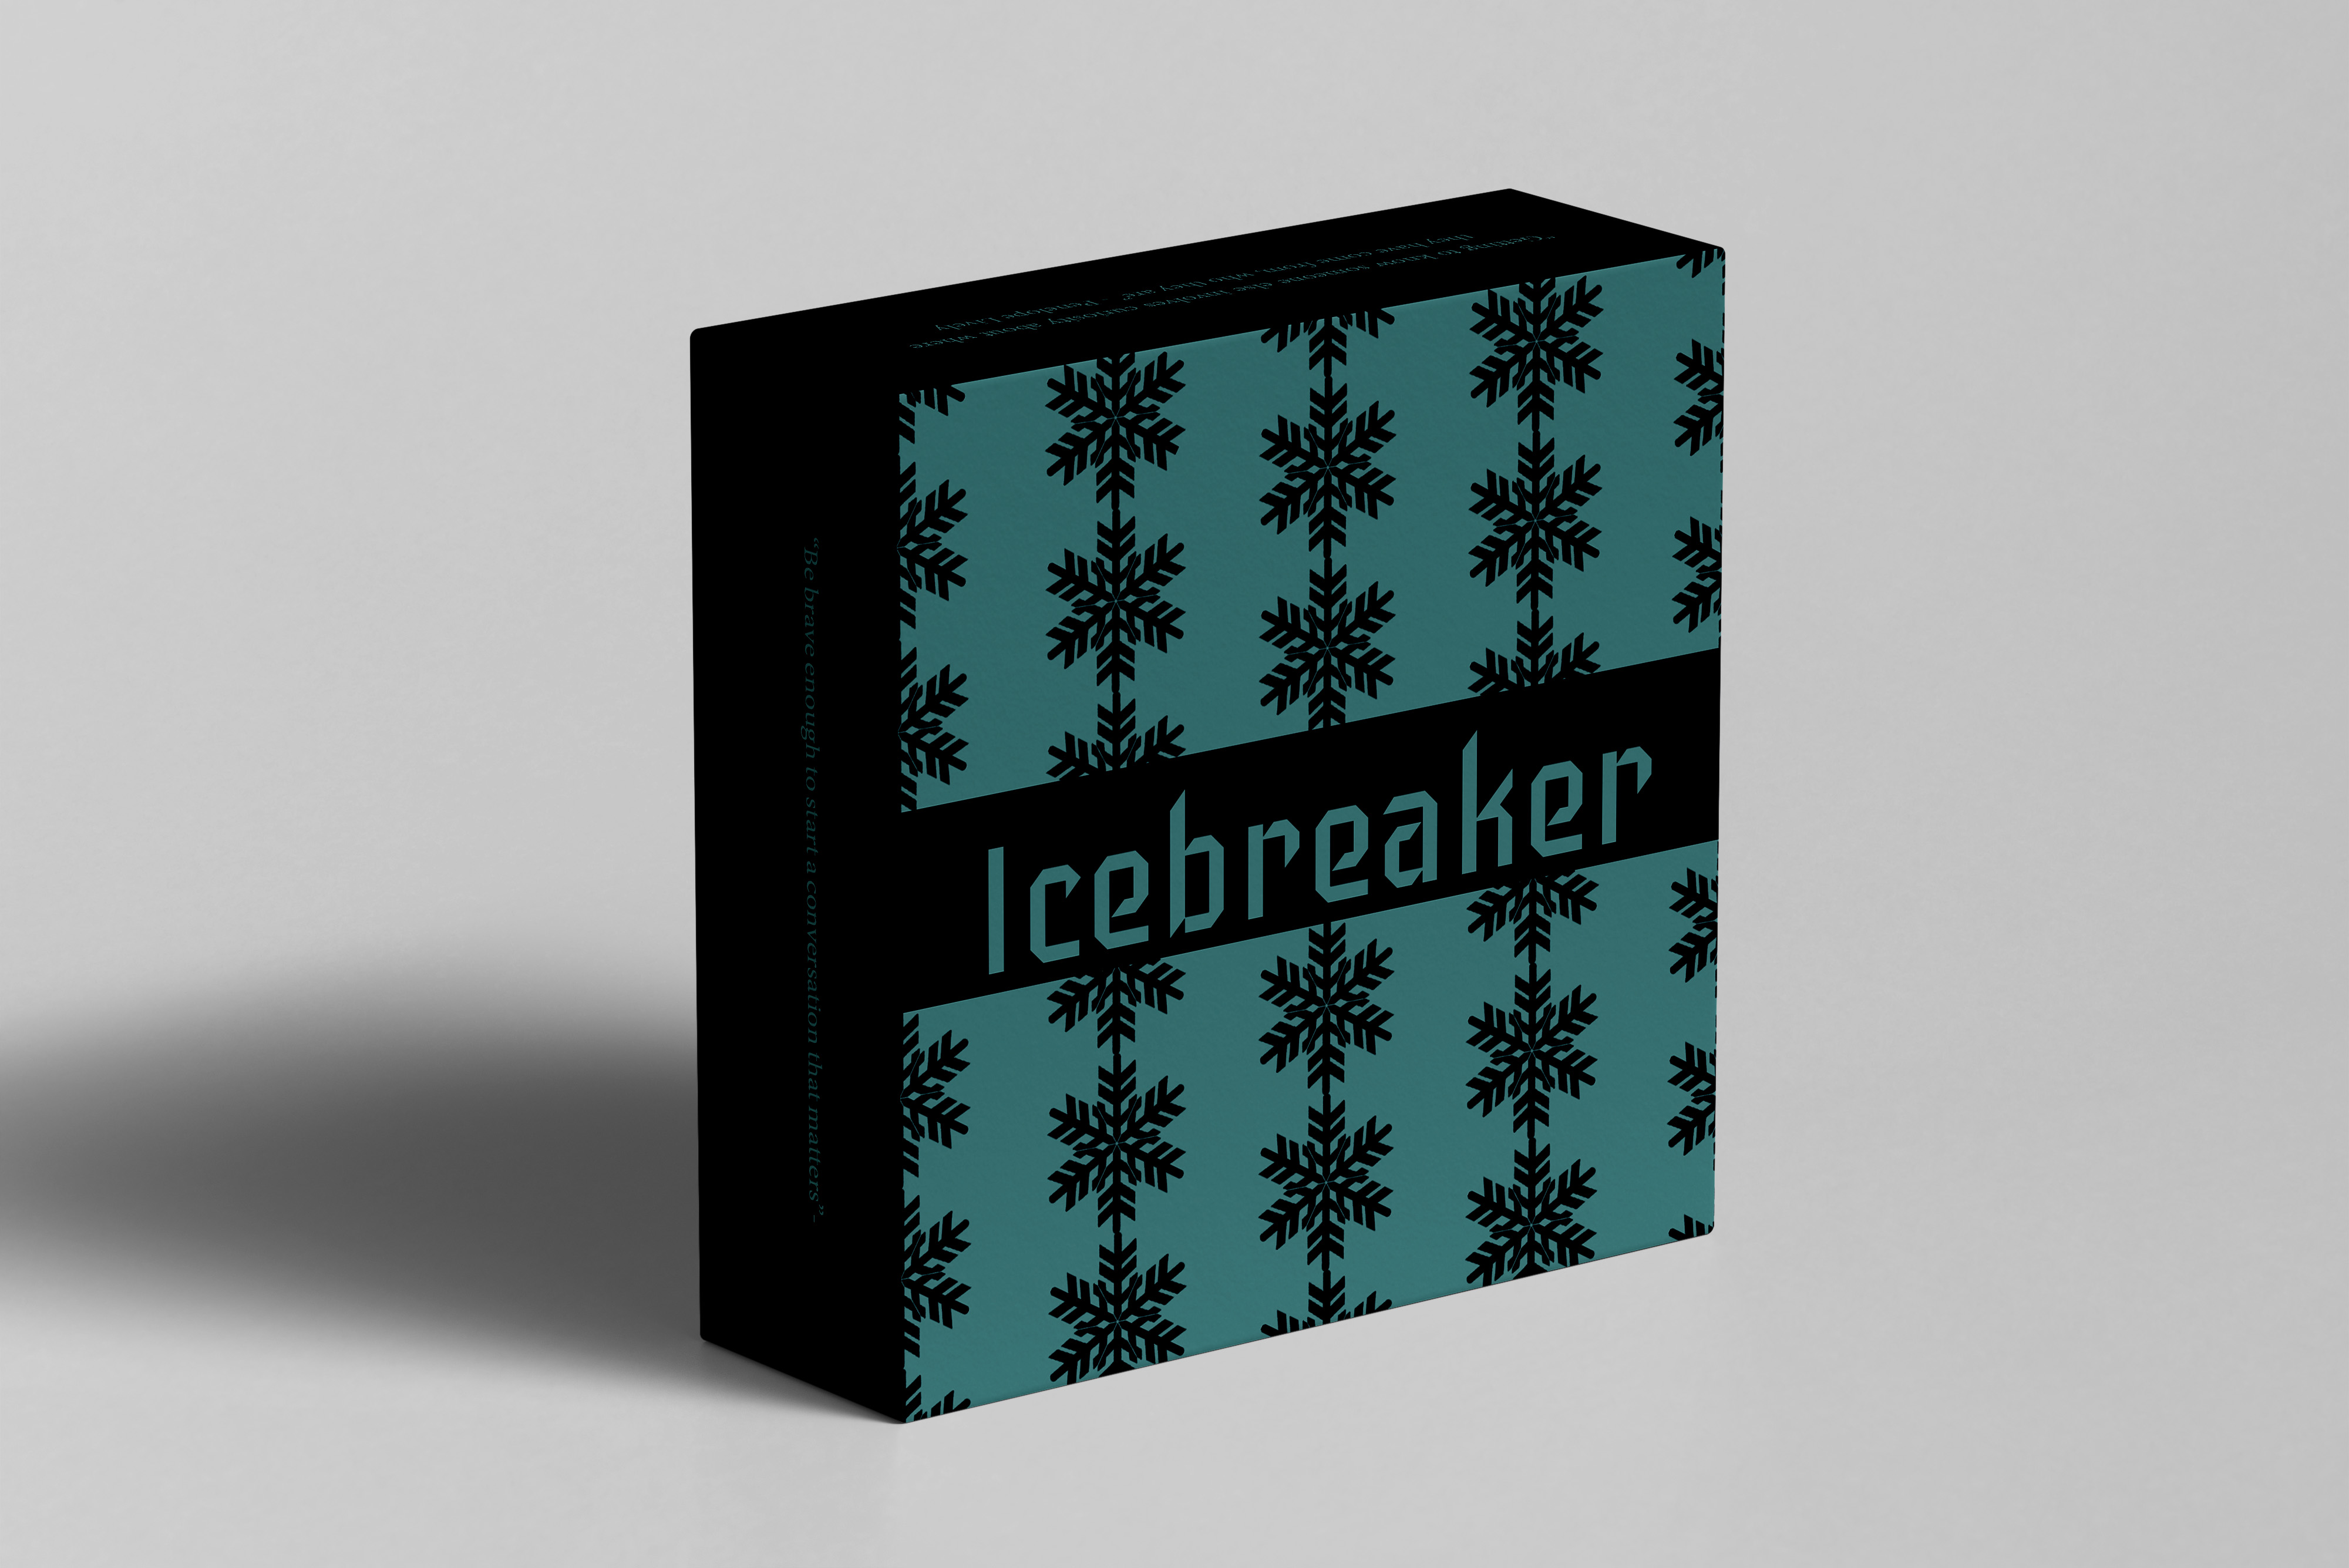 "Getting to know someone else involves curiosity about where
they have come from, who they are" - Penelope Lively
Icebreaker
"Be brave enough to start a conversation that matters" -